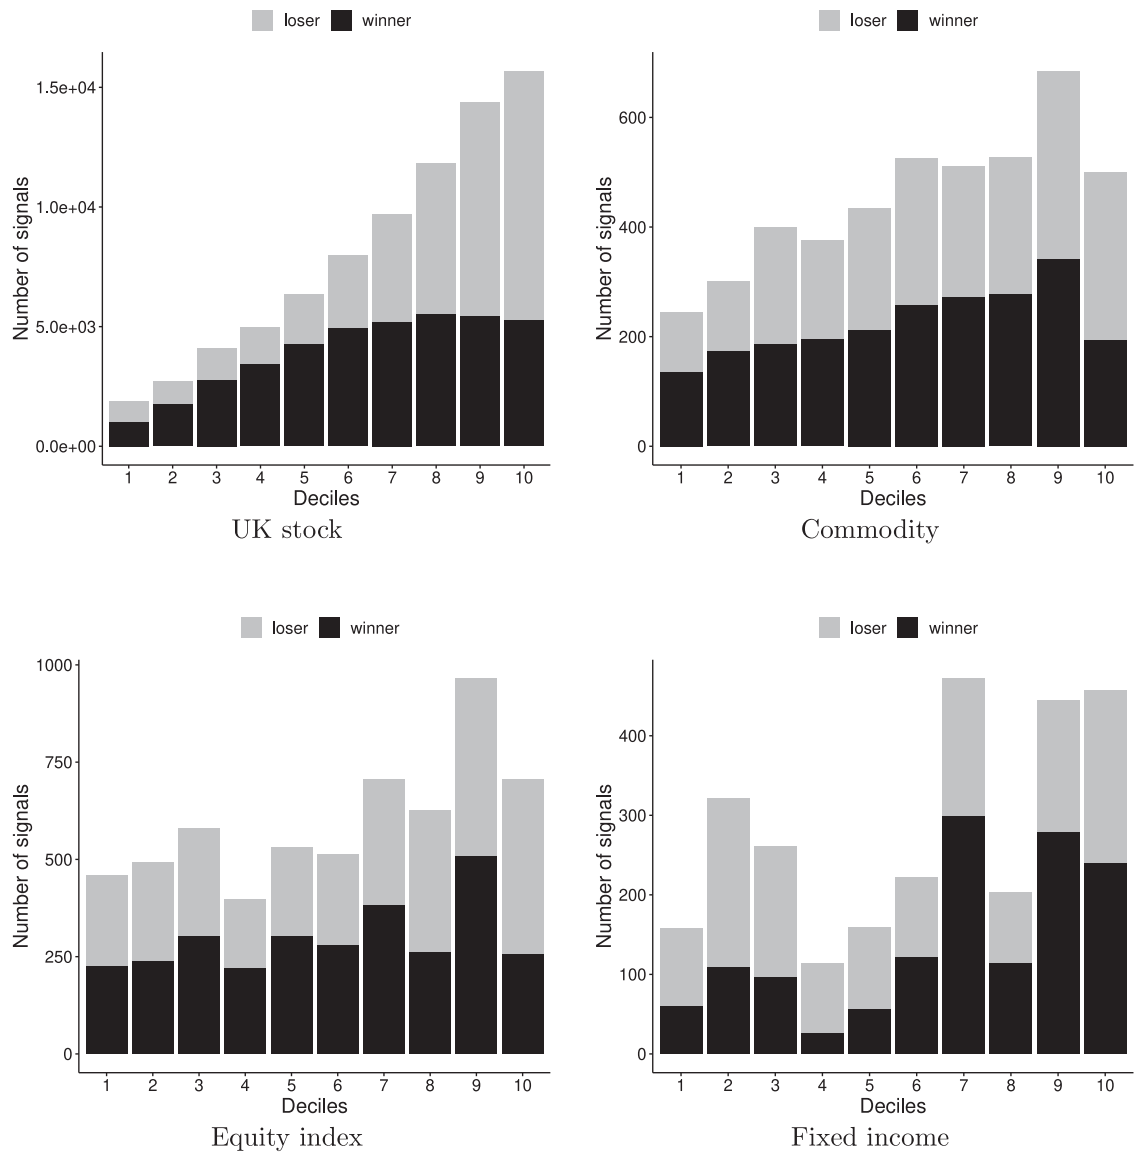 loser winner
Number of signals
1.5e+04
1.0e+04
5.0e+03
0.0e+00
1 2 3 4 5 6 7 8 9 10
Deciles
UK stock
loser winner
Number of signals
600
400
200
0
1 2 3 4 5 6 7 8 9 10
Deciles
Commodity
loser winner
Number of signals
1000
750
500
250
0
1 2 3 4 5 6 7 8 9 10
Deciles
Equity index
loser winner
Number of signals
400
300
200
100
0
1 2 3 4 5 6 7 8 9 10
Deciles
Fixed income